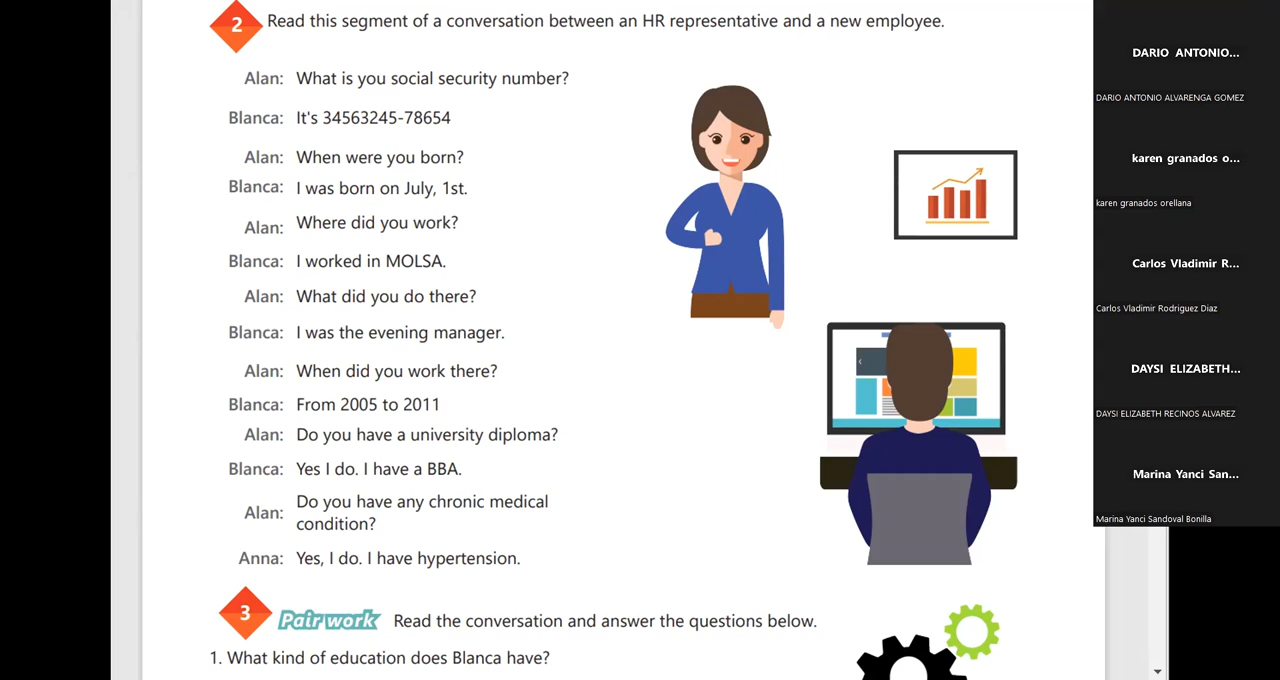 2 Read this segment of a conversation between an HR representative and a new employee.
Alan: What is you social security number?
Blanca: It's 34563245-78654
Alan: When were you born?
Blanca: I was born on July, 1st.
Alan: Where did you work?
Blanca: I worked in MOLSA.
Alan: What did you do there?
Blanca: I was the evening manager.
Alan: When did you work there?
Blanca: From 2005 to 2011
Alan: Do you have a university diploma?
Blanca: Yes I do. I have a BBA.
Alan: Do you have any chronic medical
condition?
Anna: Yes, I do. I have hypertension.
3 Pair work Read the conversation and answer the questions below.
1. What kind of education does Blanca have?
DARIO ANTONIO...
DARIO ANTONIO ALVARENGA GOMEZ
karen granados o...
karen granados orellana
Carlos Vladimir R...
Carlos Vladimir Rodriguez Diaz
DAYSI ELIZABETH...
DAYSI ELIZABETH RECINOS ALVAREZ
Marina Yanci San...
Marina Yanci Sandoval Bonilla